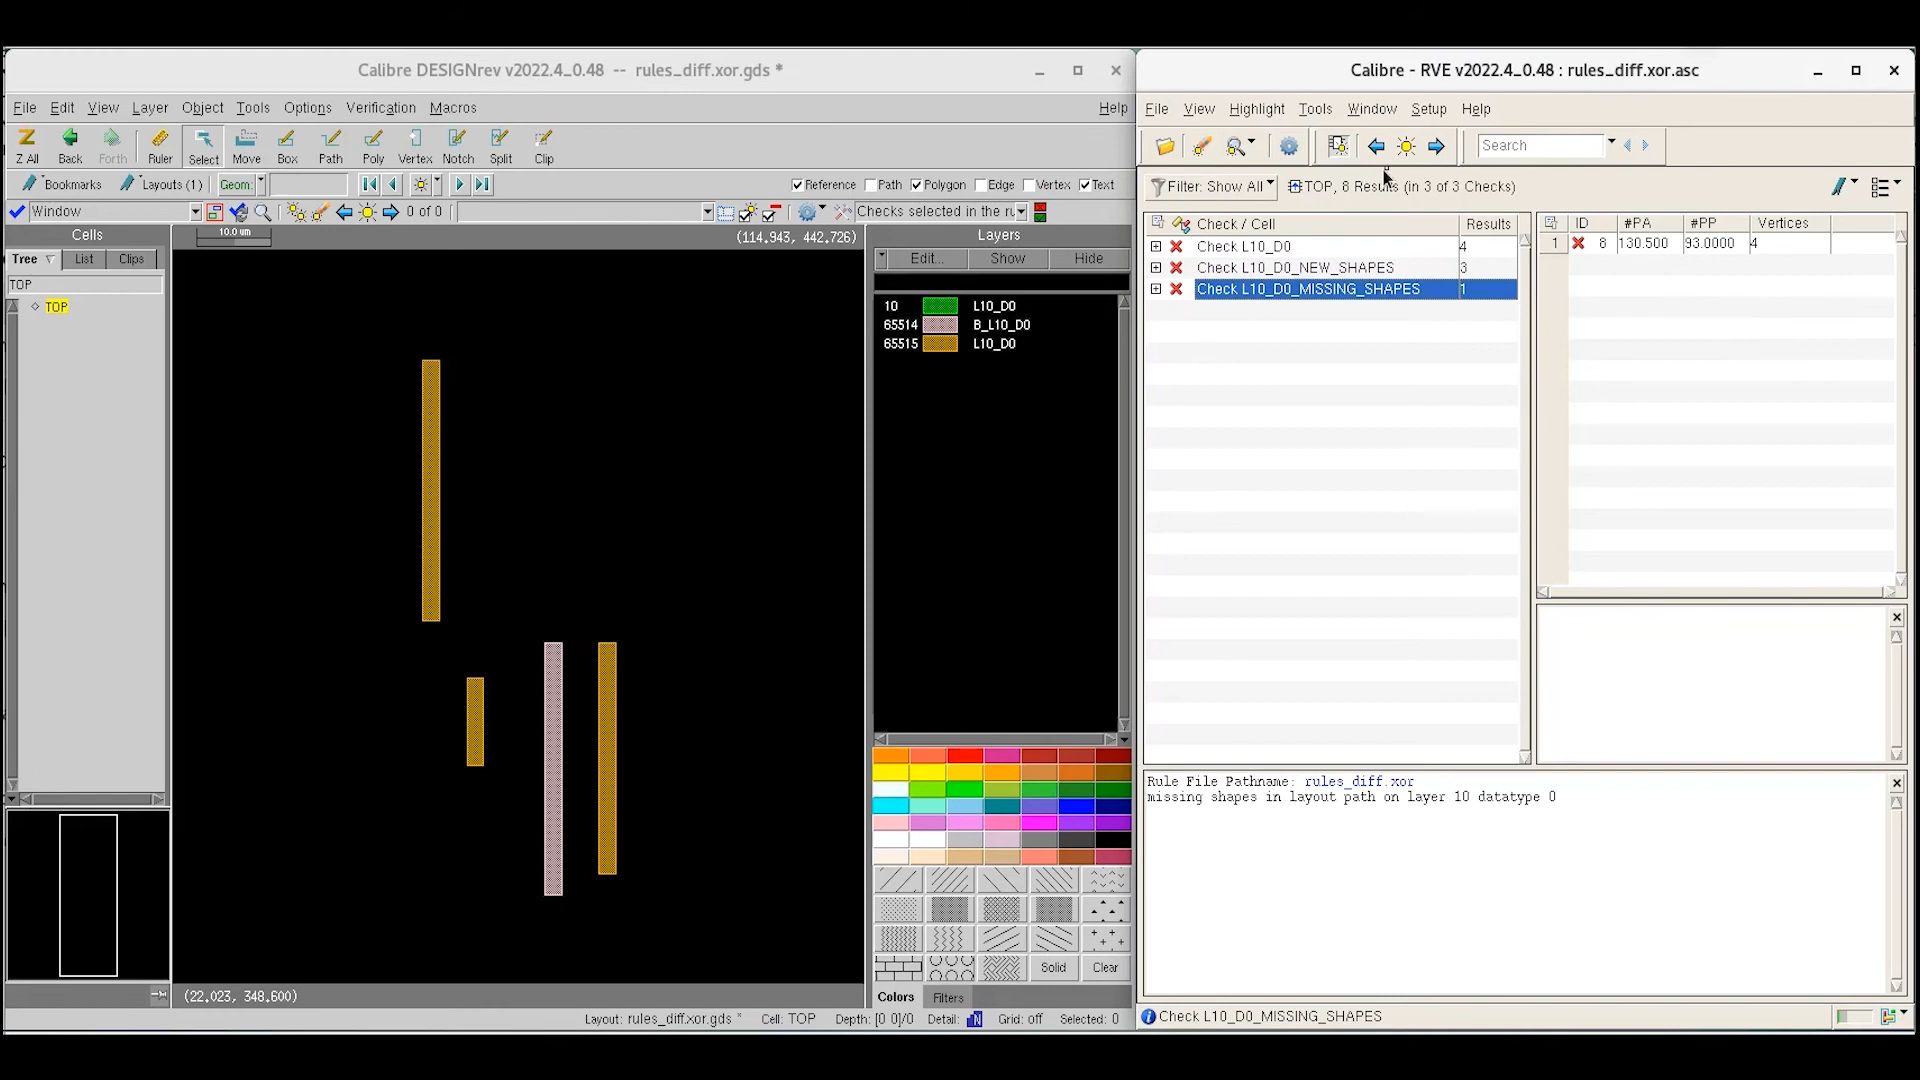 Calibre DESIGNrev v2022.4_0.48 -- rules_diff.xor.gds *
File Edit View Layer Object Tools Options Verification Macros Help
Z All Back Forth Ruler Select Move Box Path Poly Vertex Notch Split Clip
Bookmarks Layouts (1) Geom: Reference Path Polygon Edge Vertex Text
Window 0 of 0 Checks selected in the ru
Cells
Tree List Clips
TOP
TOP
10.0 um
(114.943, 442.726)
(22.023, 348.600)
Layers
Edit... Show Hide
10 L10_D0
65514 B_L10_D0
65515 L10_D0
Solid Clear
Colors Filters
Layout: rules_diff.xor.gds * Cell: TOP Depth: [0 0]/0 Detail: Grid: off Selected: 0
Calibre - RVE v2022.4_0.48 : rules_diff.xor.asc
File View Highlight Tools Window Setup Help
Search
Filter: Show All TOP, 8 Results (in 3 of 3 Checks)
Check / Cell Results
Check L10_D0 4
Check L10_D0_NEW_SHAPES 3
Check L10_D0_MISSING_SHAPES 1
ID #PA #PP Vertices
1 8 130.500 93.0000 4
Rule File Pathname: rules_diff.xor
missing shapes in layout path on layer 10 datatype 0
Check L10_D0_MISSING_SHAPES